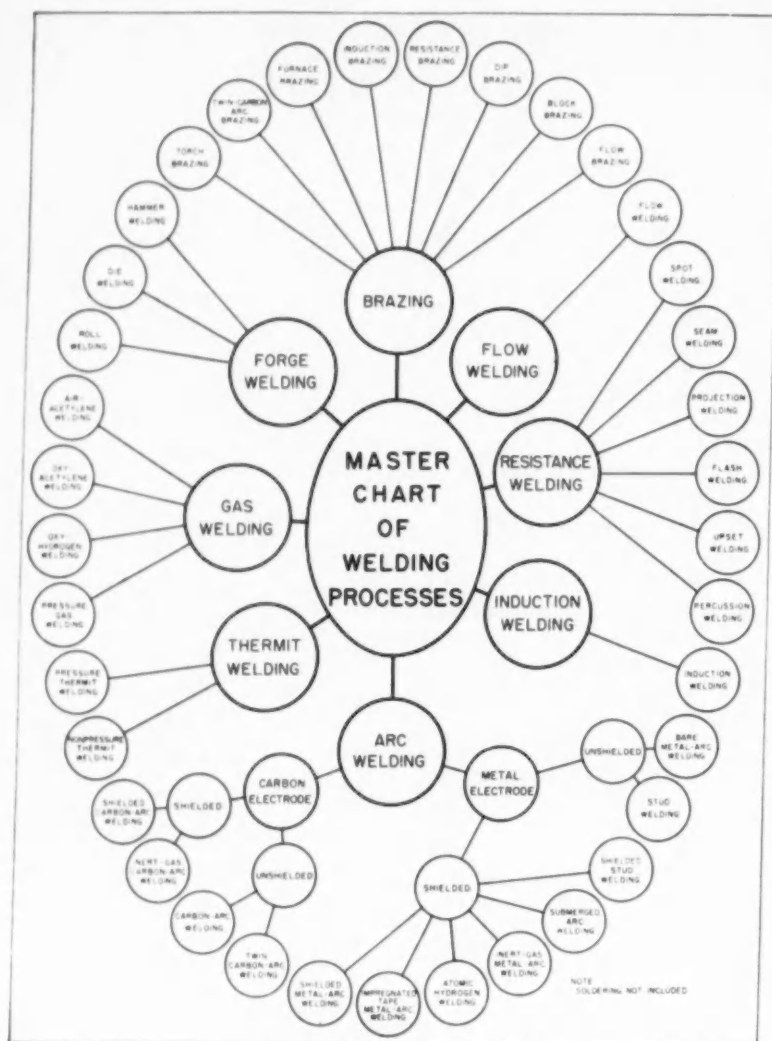 MASTER
CHART
OF
WELDING
PROCESSES
BRAZING
TORCH
BRAZING
TWIN-CARBON
ARC
BRAZING
FURNACE
BRAZING
INDUCTION
BRAZING
RESISTANCE
BRAZING
DIP
BRAZING
BLOCK
BRAZING
FLOW
BRAZING
FLOW
WELDING
FLOW
WELDING
RESISTANCE
WELDING
SPOT
WELDING
SEAM
WELDING
PROJECTION
WELDING
FLASH
WELDING
UPSET
WELDING
PERCUSSION
WELDING
INDUCTION
WELDING
INDUCTION
WELDING
ARC
WELDING
METAL
ELECTRODE
UNSHIELDED
BARE
METAL-ARC
WELDING
STUD
WELDING
SHIELDED
SHIELDED
STUD
WELDING
SUBMERGED
ARC
WELDING
INERT-GAS
METAL-ARC
WELDING
ATOMIC
HYDROGEN
WELDING
IMPREGNATED
TAPE
METAL-ARC
WELDING
SHIELDED
METAL-ARC
WELDING
CARBON
ELECTRODE
UNSHIELDED
TWIN
CARBON-ARC
WELDING
CARBON-ARC
WELDING
SHIELDED
INERT-GAS
CARBON-ARC
WELDING
SHIELDED
CARBON-ARC
WELDING
THERMIT
WELDING
NONPRESSURE
THERMIT
WELDING
PRESSURE
THERMIT
WELDING
GAS
WELDING
PRESSURE
GAS
WELDING
OXY-
HYDROGEN
WELDING
OXY-
ACETYLENE
WELDING
AIR-
ACETYLENE
WELDING
FORGE
WELDING
ROLL
WELDING
DIE
WELDING
HAMMER
WELDING
NOTE
SOLDERING NOT INCLUDED